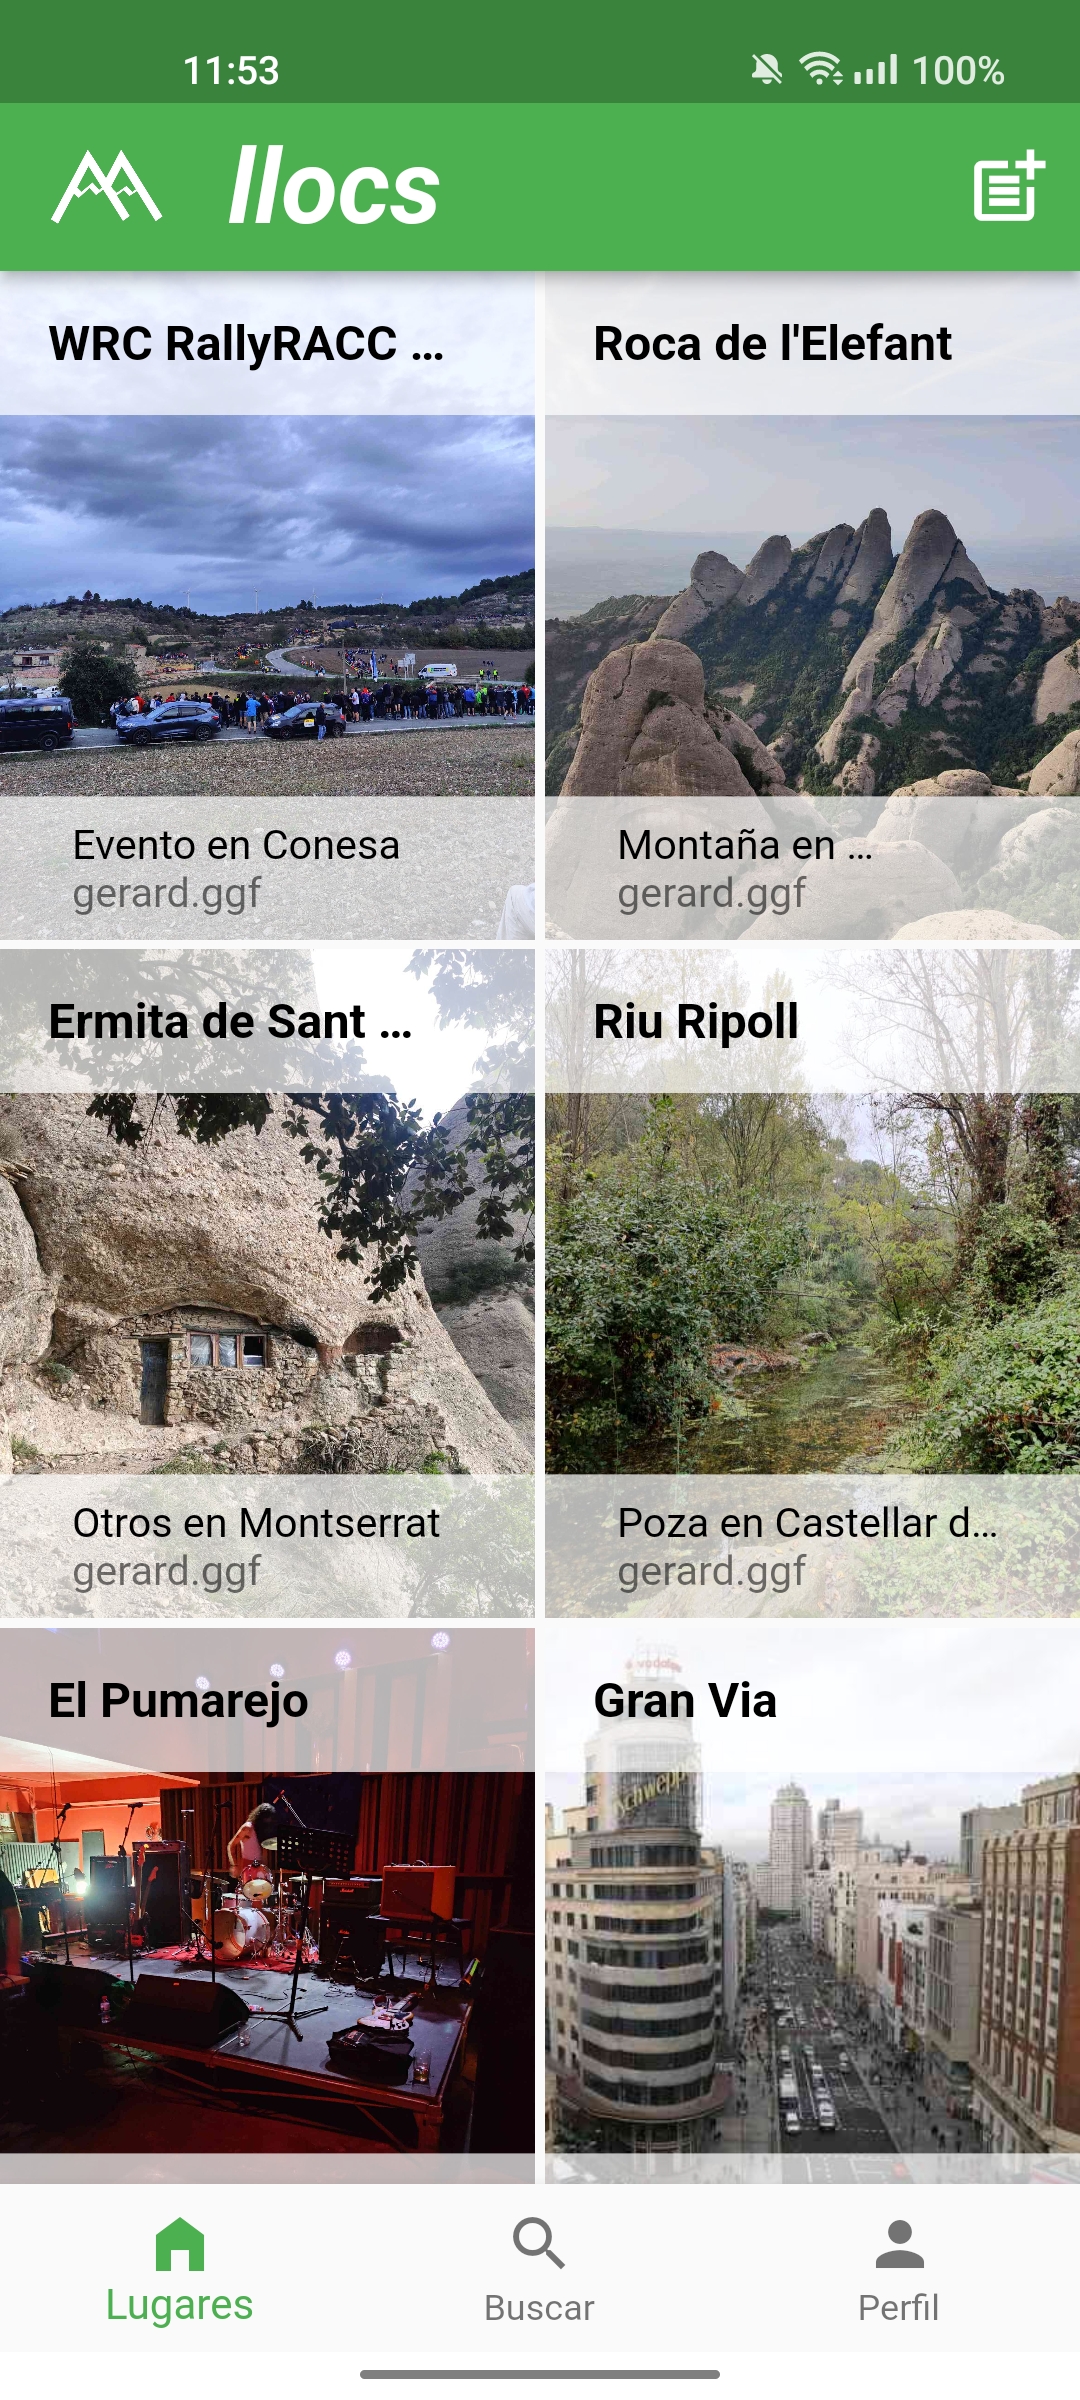 11:53
100%
llocs
WRC RallyRACC ...
Roca de l'Elefant
Evento en Conesa
gerard.ggf
Montaña en ...
gerard.ggf
Ermita de Sant ...
Riu Ripoll
Otros en Montserrat
gerard.ggf
Poza en Castellar d...
gerard.ggf
El Pumarejo
Gran Via
vodafone
Schweppes
Lugares
Buscar
Perfil